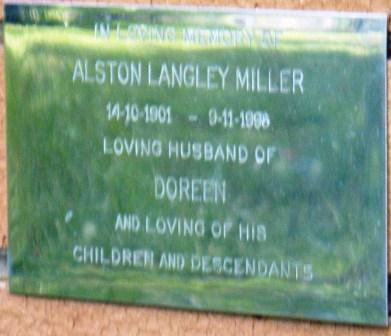 IN LOVING MEMORY OF
ALSTON LANGLEY MILLER
14-10-1901 - 9-11-1998
LOVING HUSBAND OF
DOREEN
AND LOVING OF HIS
CHILDREN AND DESCENDANTS